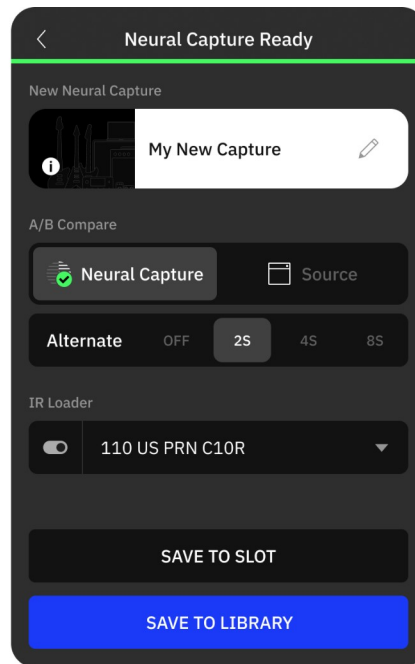 Neural Capture Ready
New Neural Capture
My New Capture
A/B Compare
Neural Capture Source
Alternate OFF 2S 4S 8S
IR Loader
110 US PRN C10R
SAVE TO SLOT
SAVE TO LIBRARY